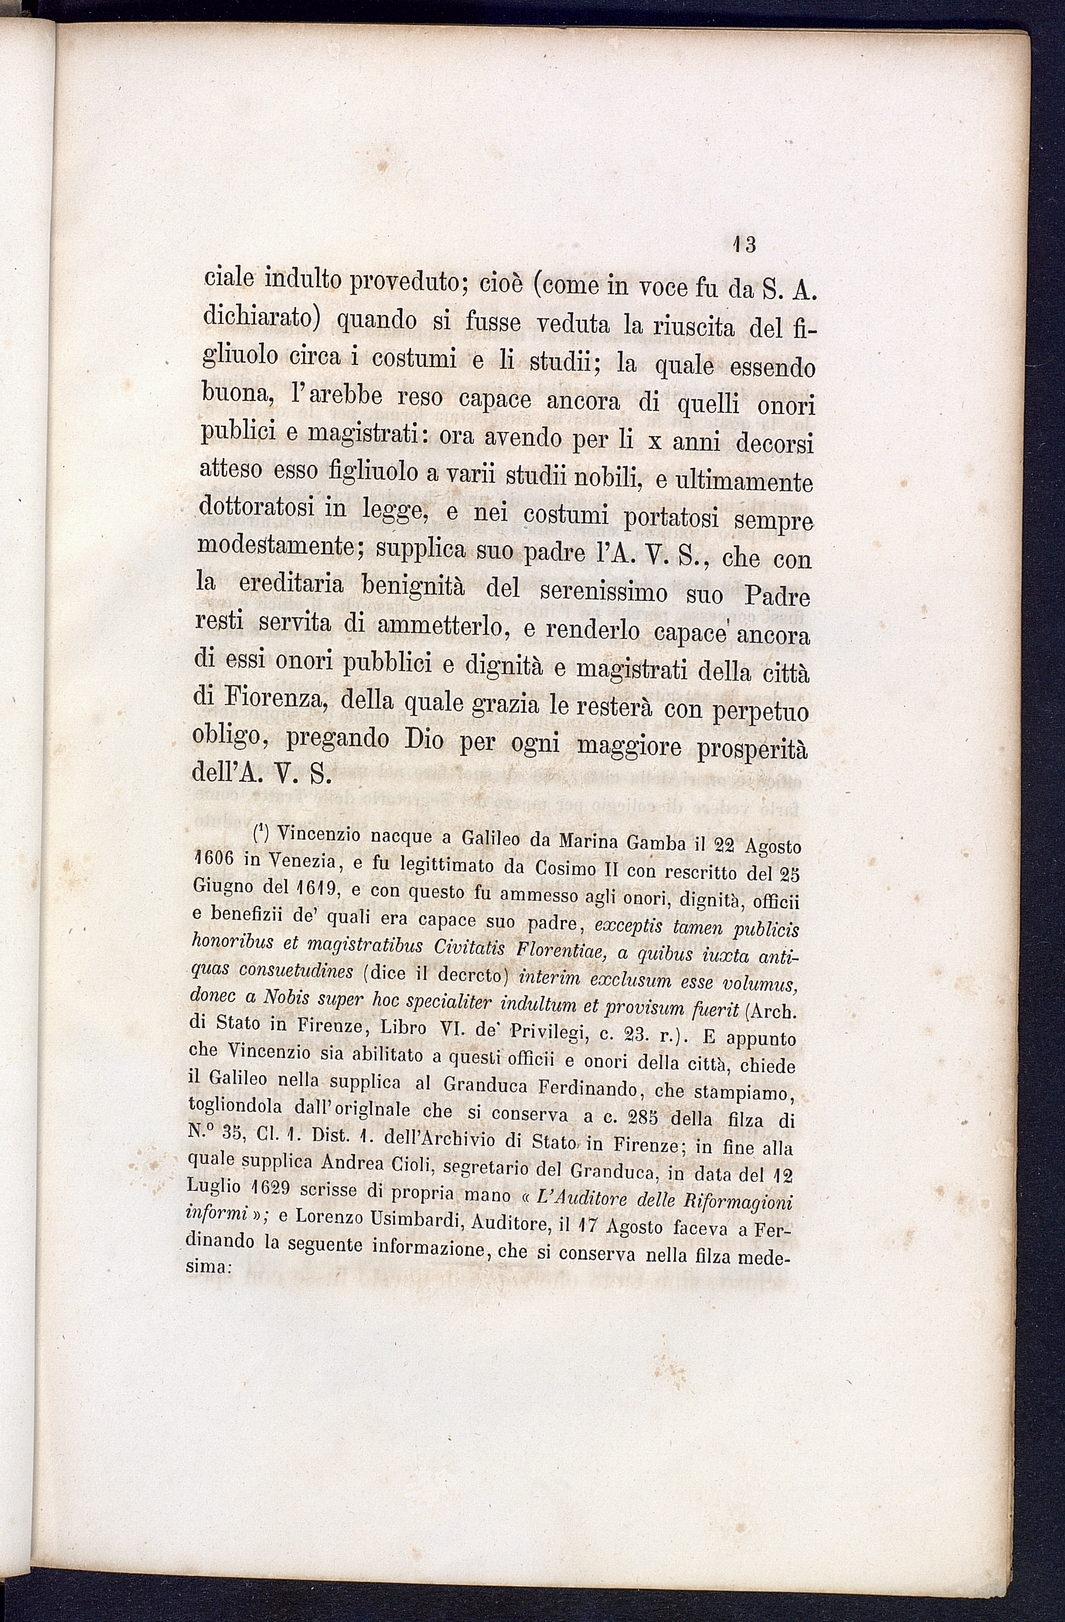 13
ciale indulto proveduto; cioè (come in voce fu da S. A.
dichiarato) quando si fusse veduta la riuscita del fi-
gliuolo circa i costumi e li studii; la quale essendo
buona, l'arebbe reso capace ancora di quelli onori
publici e magistrati: ora avendo per li x anni decorsi
atteso esso figliuolo a varii studii nobili, e ultimamente
dottoratosi in legge, e nei costumi portatosi sempre
modestamente; supplica suo padre l'A. V. S., che con
la ereditaria benignità del serenissimo suo Padre
resti servita di ammetterlo, e renderlo capace ancora
di essi onori pubblici e dignità e magistrati della città
di Fiorenza, della quale grazia le resterà con perpetuo
obligo, pregando Dio per ogni maggiore prosperità
dell'A. V. S.
(¹) Vincenzio nacque a Galileo da Marina Gamba il 22 Agosto
1606 in Venezia, e fu legittimato da Cosimo II con rescritto del 25
Giugno del 1619, e con questo fu ammesso agli onori, dignità, officii
e benefizii de' quali era capace suo padre, exceptis tamen publicis
honoribus et magistratibus Civitatis Florentiae, a quibus iuxta anti-
quas consuetudines (dice il decreto) interim exclusum esse volumus,
donec a Nobis super hoc specialiter indultum et provisum fuerit (Arch.
di Stato in Firenze, Libro VI. de' Privilegi, c. 23. r.). E appunto
che Vincenzio sia abilitato a questi officii e onori della città, chiede
il Galileo nella supplica al Granduca Ferdinando, che stampiamo,
togliondola dall'origlnale che si conserva a c. 285 della filza di
N.º 35, Cl. 1. Dist. 1. dell'Archivio di Stato in Firenze; in fine alla
quale supplica Andrea Cioli, segretario del Granduca, in data del 12
Luglio 1629 scrisse di propria mano « L'Auditore delle Riformagioni
informi »; e Lorenzo Usimbardi, Auditore, il 17 Agosto faceva a Fer-
dinando la seguente informazione, che si conserva nella filza mede-
sima: